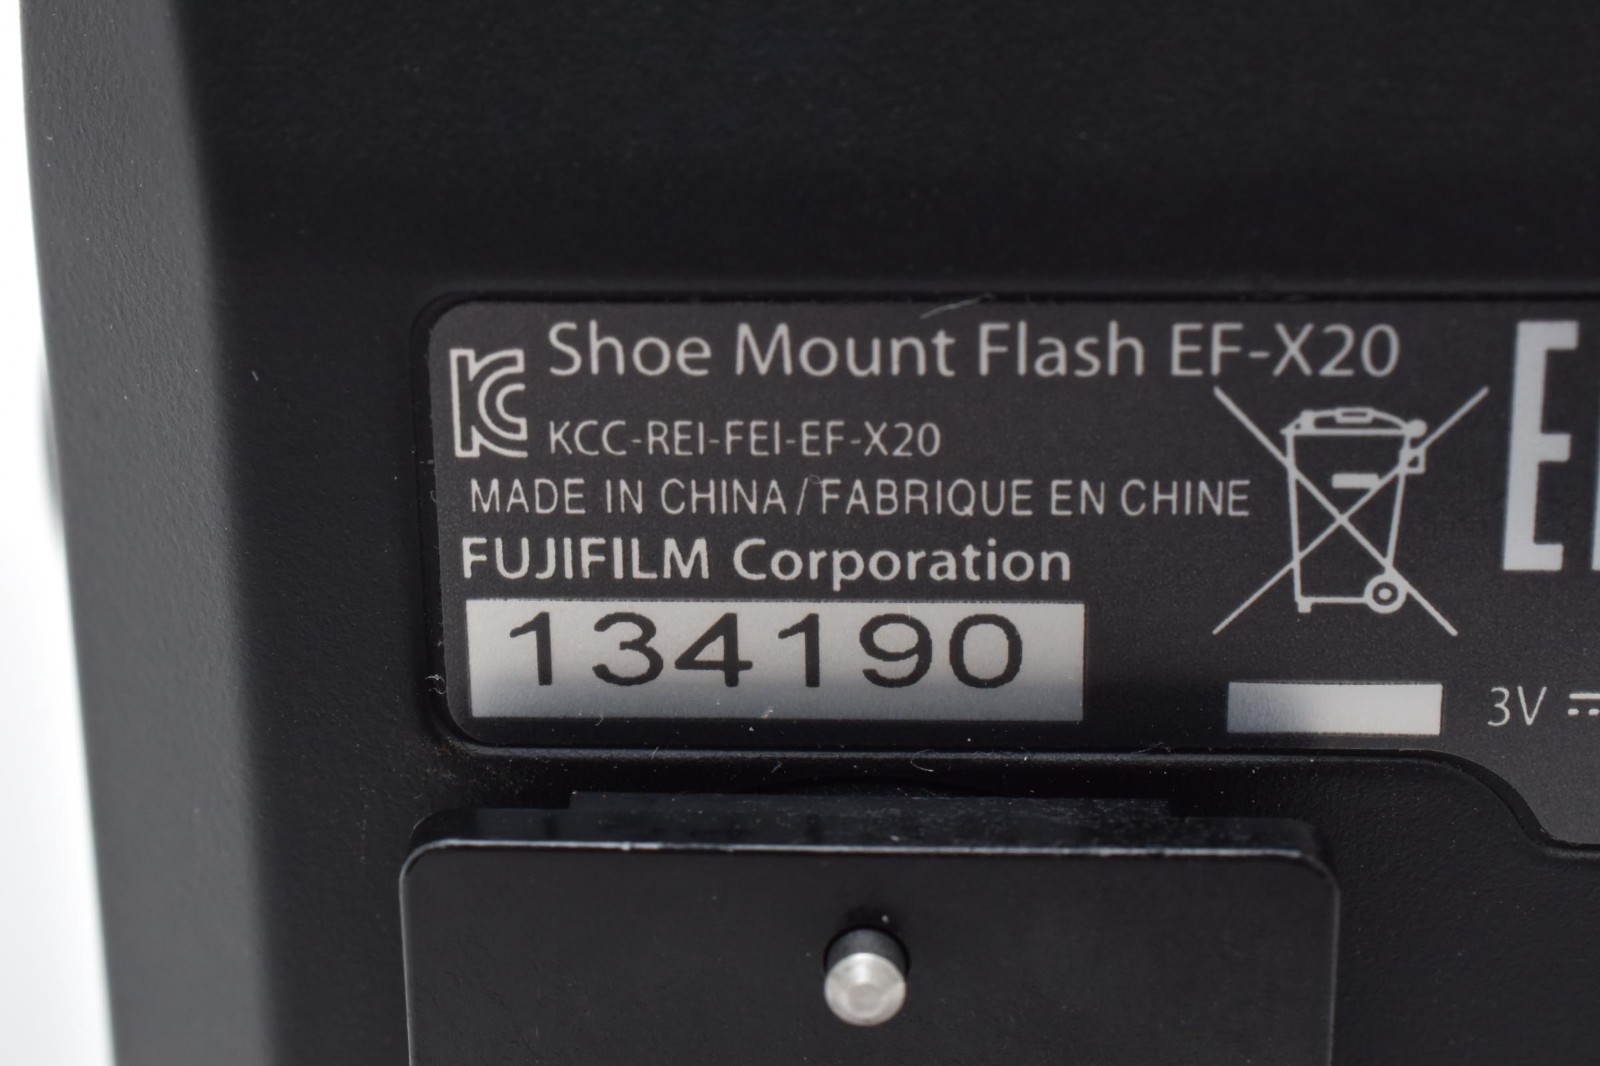 Shoe Mount Flash EF-X20
KCC-REI-FEI-EF-X20
MADE IN CHINA/FABRIQUE EN CHINE
FUJIFILM Corporation
134190
3V